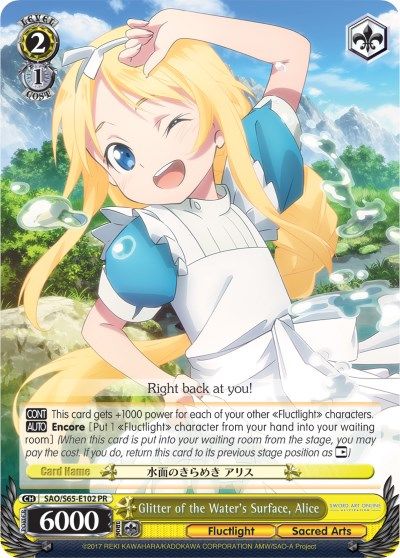 LEVEL
2
1
COST
Right back at you!
CONT This card gets +1000 power for each of your other «Fluctlight» characters.
AUTO Encore [Put 1 «Fluctlight» character from your hand into your waiting
room] (When this card is put into your waiting room from the stage, you may
pay the cost. If you do, return this card to its previous stage position as ▶)
Card Name 水面のきらめき アリス
CH SAO/S65-E102 PR
Glitter of the Water's Surface, Alice
SWORD ART ONLINE
POWER 6000 SOUL
Fluctlight Sacred Arts
©2017 REKI KAWAHARA/KADOKAWA CORPORATION AMW/SAO-A Project